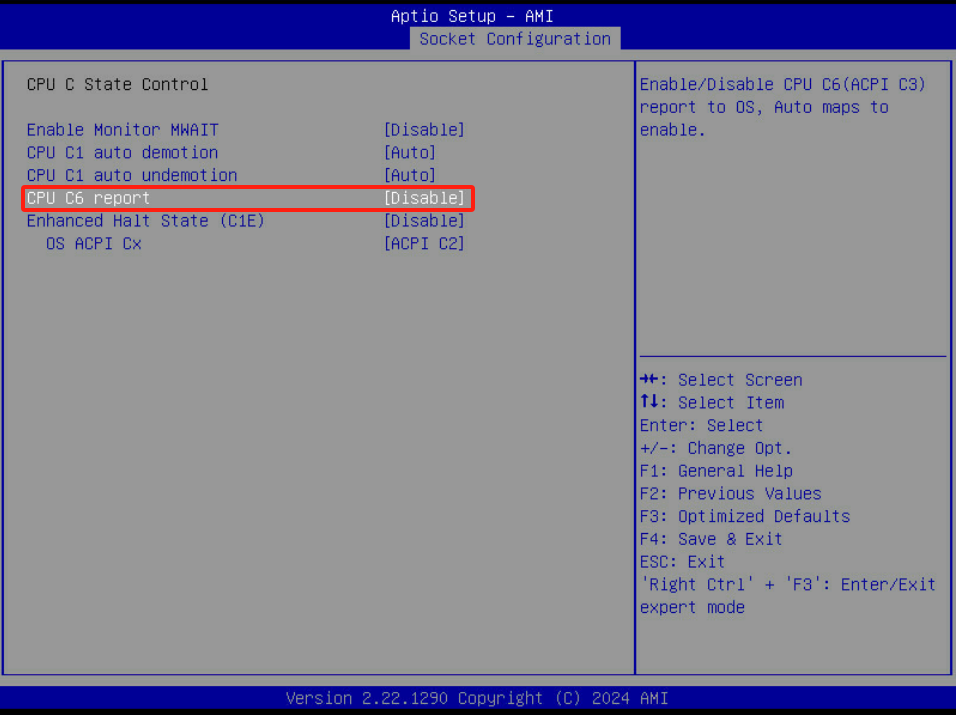 Aptio Setup – AMI
Socket Configuration
CPU C State Control
Enable Monitor MWAIT [Disable]
CPU C1 auto demotion [Auto]
CPU C1 auto undemotion [Auto]
CPU C6 report [Disable]
Enhanced Halt State (C1E) [Disable]
OS ACPI Cx [ACPI C2]
Enable/Disable CPU C6(ACPI C3)
report to OS, Auto maps to
enable.
→←: Select Screen
↑↓: Select Item
Enter: Select
+/-: Change Opt.
F1: General Help
F2: Previous Values
F3: Optimized Defaults
F4: Save & Exit
ESC: Exit
'Right Ctrl' + 'F3': Enter/Exit
expert mode
Version 2.22.1290 Copyright (C) 2024 AMI